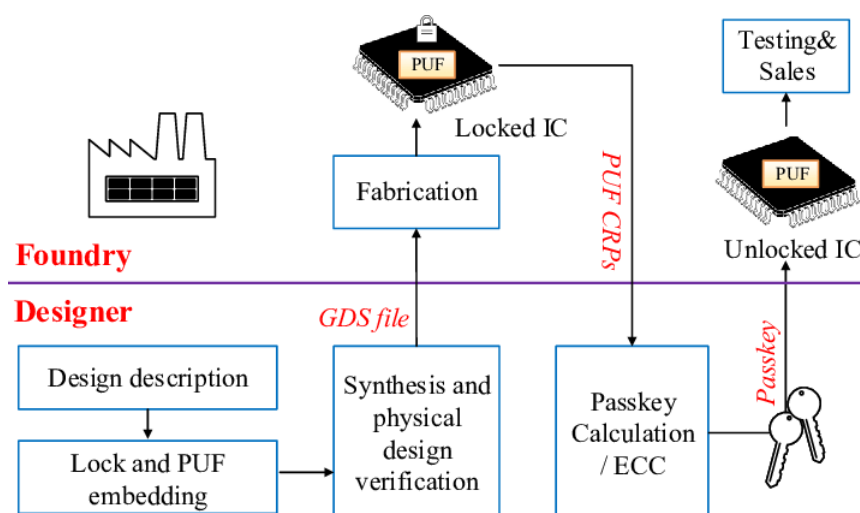 PUF
Locked IC
Fabrication
Foundry
Testing&
Sales
PUF
Unlocked IC
PUF CRPs
Designer
GDS file
Design description
Lock and PUF
embedding
Synthesis and
physical
design
verification
Passkey
Calculation
/ ECC
Passkey